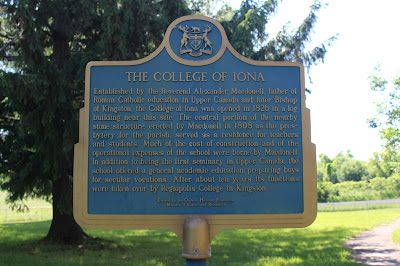 THE COLLEGE OF IONA
Established by the Reverend Alexander Macdonell, father of
Roman Catholic education in Upper Canada and later Bishop
of Kingston, the College of Iona was opened in 1826 in a log
building near this site. The central portion of the nearby
stone structure, erected by Macdonell in 1808 as the pres-
bytery for the parish, served as a residence for teachers
and students. Much of the cost of construction and of the
operational expenses of the school were borne by Macdonell.
In addition to being the first seminary in Upper Canada, the
school offered a general academic education preparing boys
for secular vocations. After about ten years its functions
were taken over by Regiopolis College in Kingston.